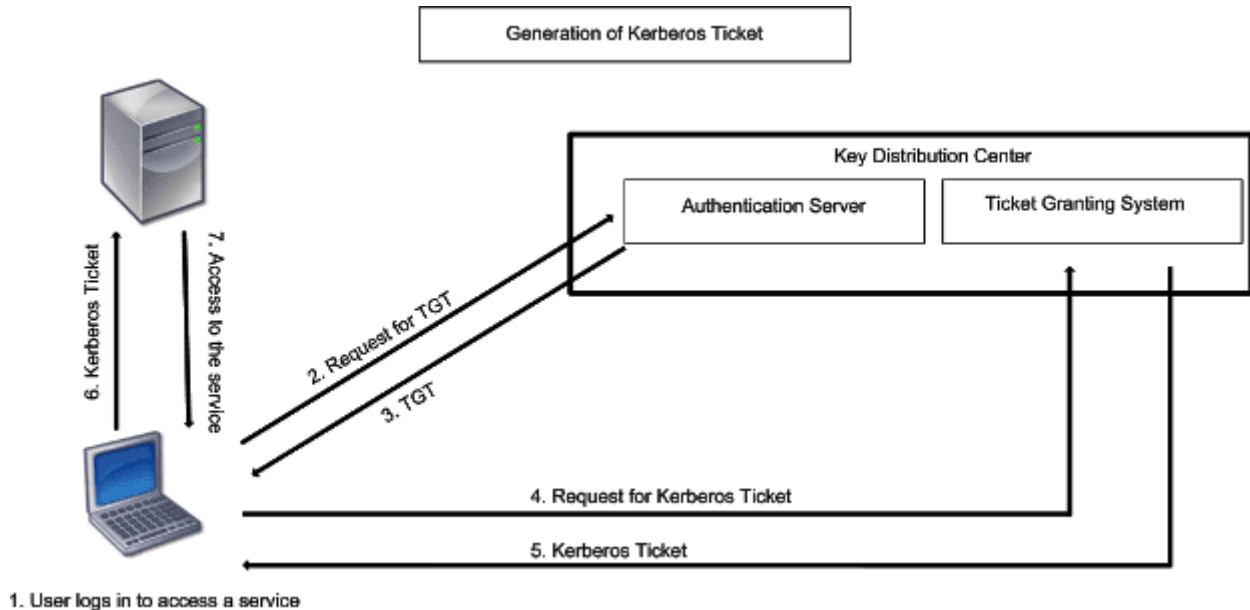 Generation of Kerberos Ticket
Key Distribution Center
Authentication Server
Ticket Granting System
2. Request for TGT
3. TGT
4. Request for Kerberos Ticket
5. Kerberos Ticket
6. Kerberos Ticket
7. Access to the service
1. User logs in to access a service